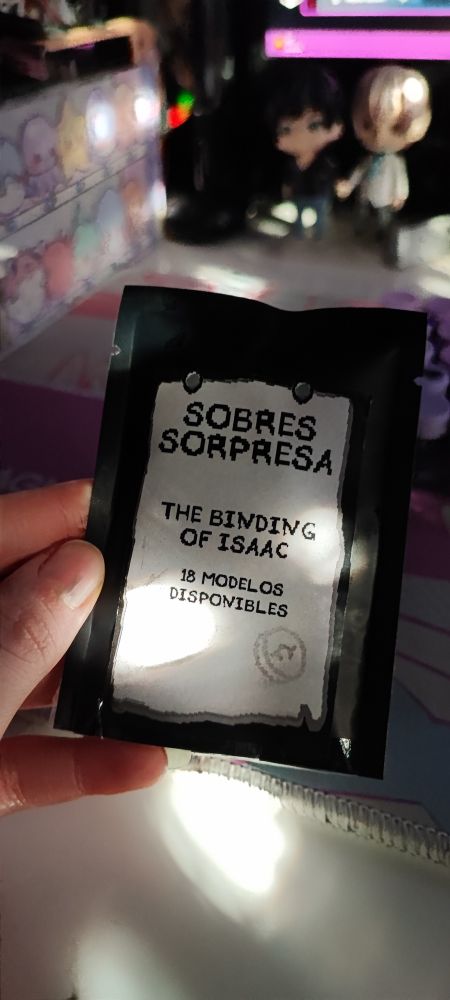 SOBRES
SORPRESA
THE BINDING
OF ISAAC
18 MODELOS
DISPONIBLES